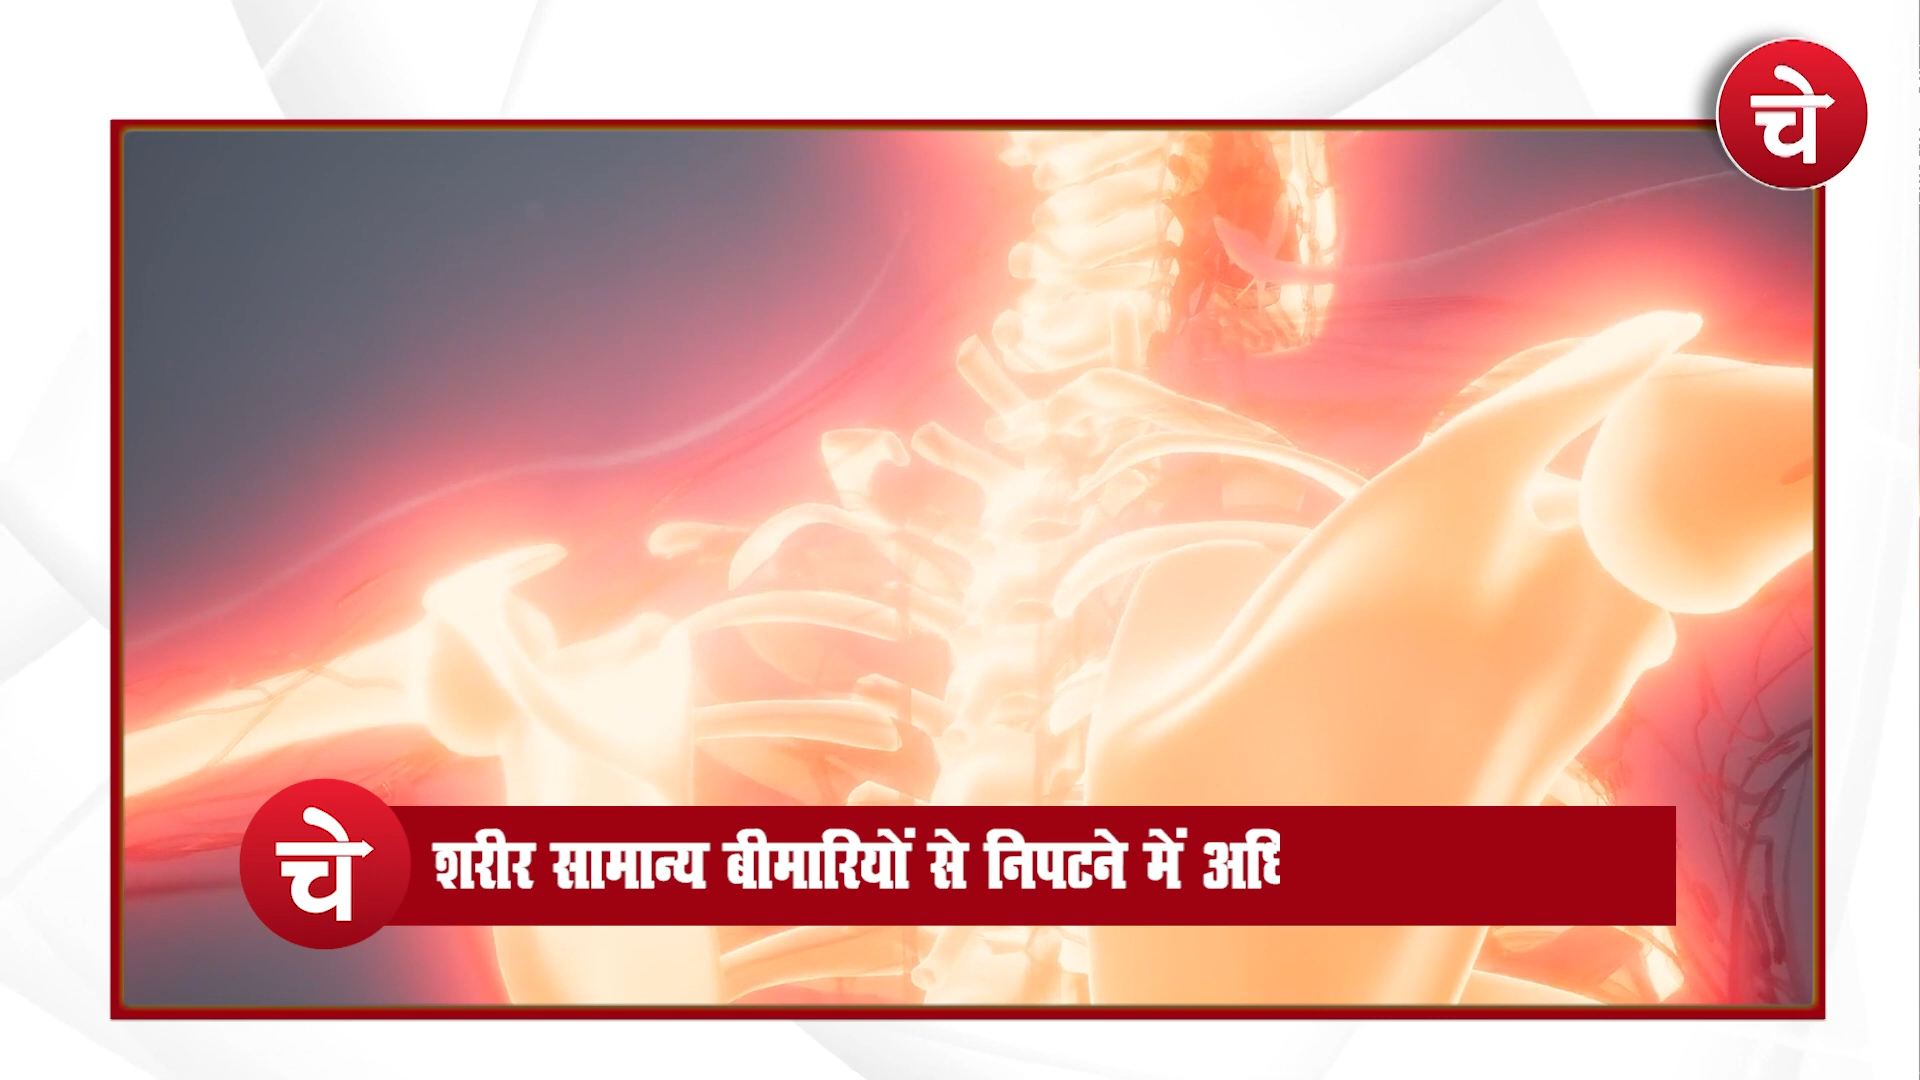 चे
चे
शरीर सामान्य बीमारियों से निपटने में